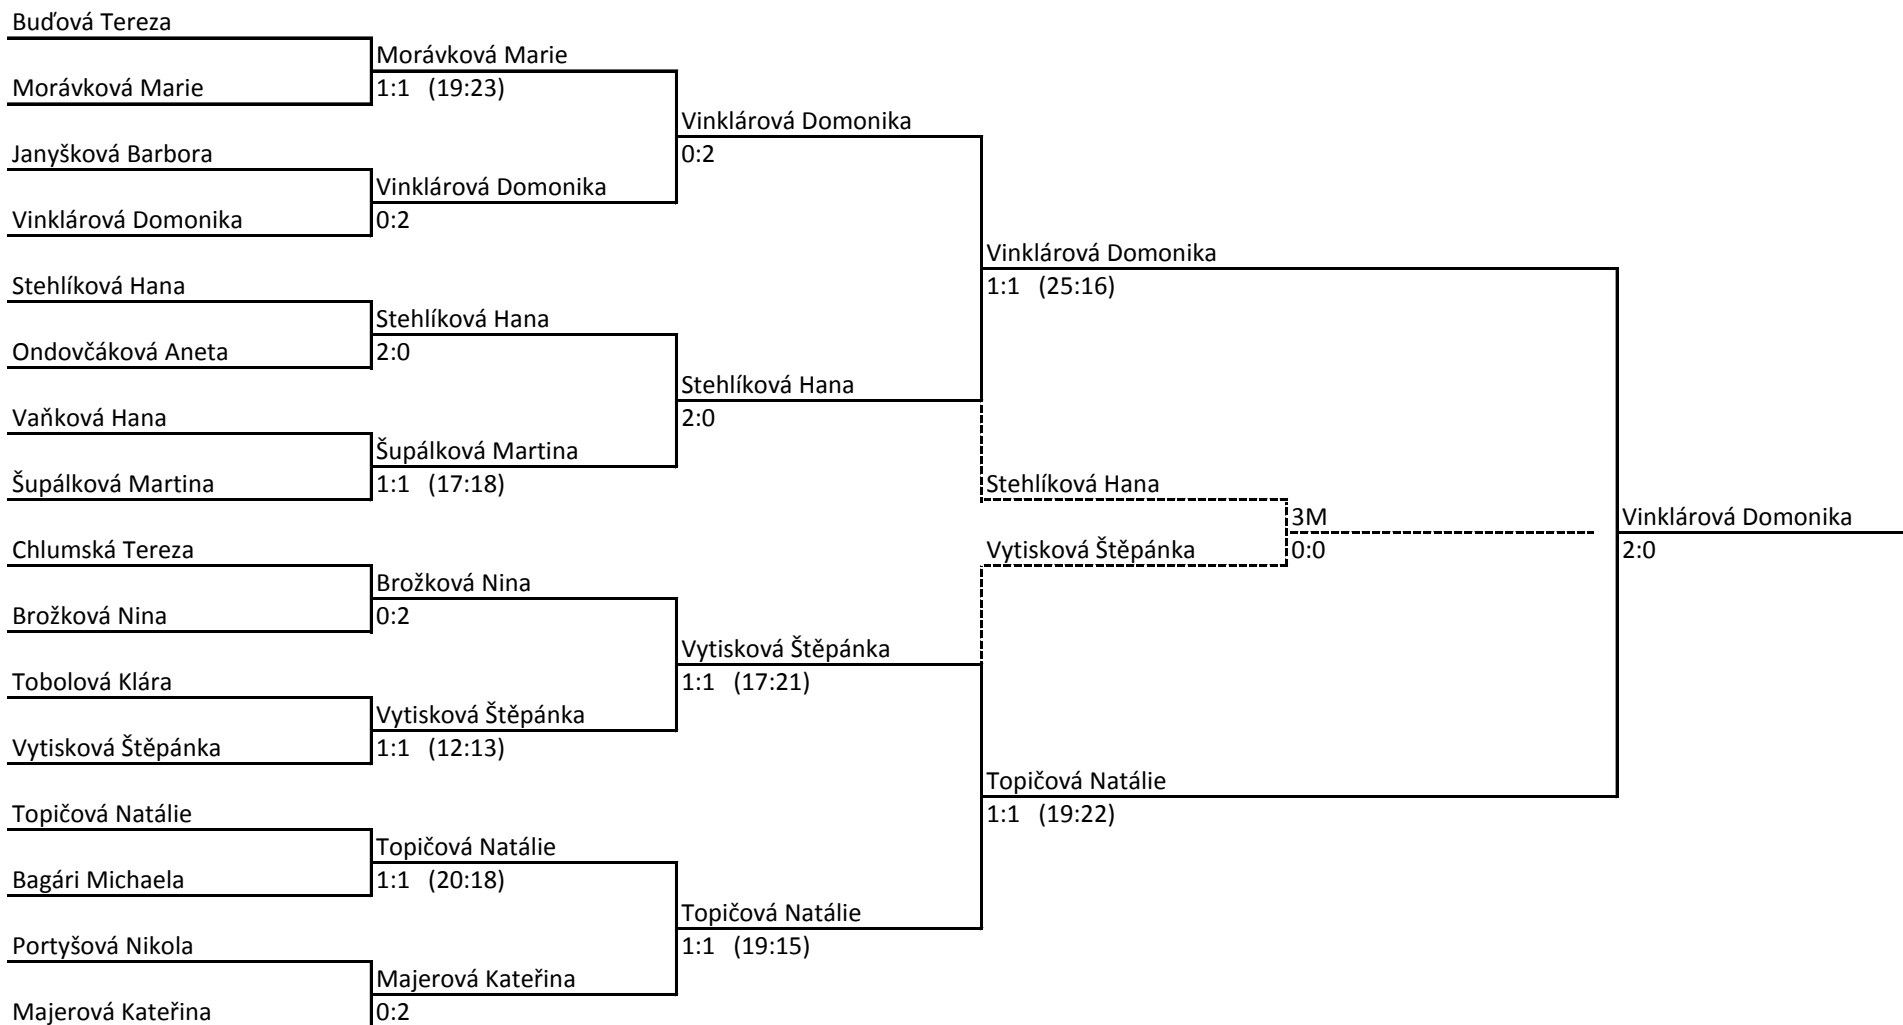 Buďová Tereza
Morávková Marie
Morávková Marie
1:1 (19:23)
Vinklárová Domonika
Janyšková Barbora
0:2
Vinklárová Domonika
Vinklárová Domonika
0:2
Vinklárová Domonika
Stehlíková Hana
1:1 (25:16)
Stehlíková Hana
Ondovčáková Aneta
2:0
Stehlíková Hana
Vaňková Hana
2:0
Šupálková Martina
Šupálková Martina
1:1 (17:18)
Stehlíková Hana
3M
Vinklárová Domonika
Chlumská Tereza
Vytisková Štěpánka
0:0
2:0
Brožková Nina
Brožková Nina
0:2
Vytisková Štěpánka
Tobolová Klára
1:1 (17:21)
Vytisková Štěpánka
Vytisková Štěpánka
1:1 (12:13)
Topičová Natálie
Topičová Natálie
1:1 (19:22)
Topičová Natálie
Bagári Michaela
1:1 (20:18)
Topičová Natálie
Portyšová Nikola
1:1 (19:15)
Majerová Kateřina
Majerová Kateřina
0:2